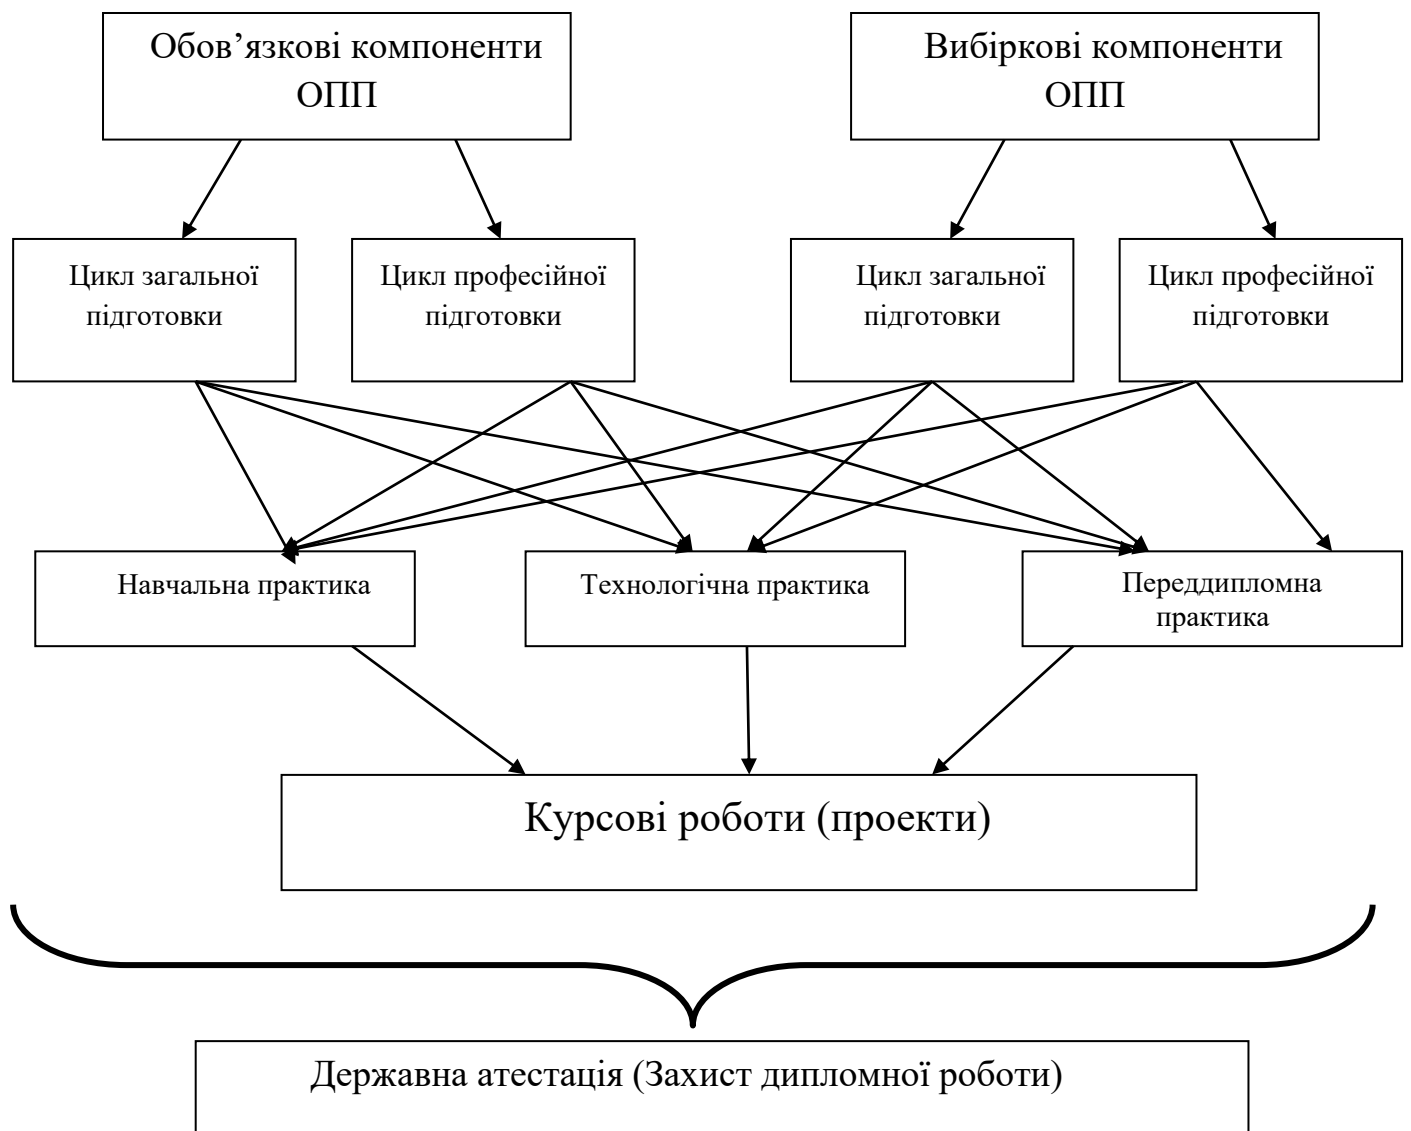 Обов’язкові компоненти
ОПП
Вибіркові компоненти
ОПП
Цикл загальної
підготовки
Цикл професійної
підготовки
Цикл загальної
підготовки
Цикл професійної
підготовки
Навчальна практика
Технологічна практика
Переддипломна
практика
Курсові роботи (проекти)
Державна атестація (Захист дипломної роботи)